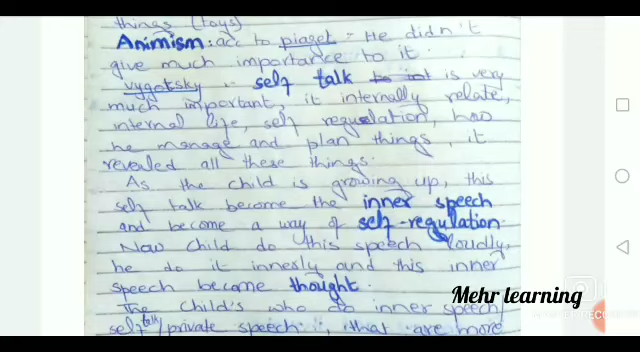 things (toys)
Animism: acc to piaget - He didn't
give much importance to it.
vygotsky :- self talk is very
much important, it internally relate,
internal life, self regulation, how
he manage and plan things, it
revealed all these things.
As the child is growing up, this
self talk become the inner speech
and become a way of self-regulation.
Now child do this speech loudly,
he do it innerly and this inner
speech become thought.
Mehr learning
The child's who do inner speech
self talk/private speech, that are more